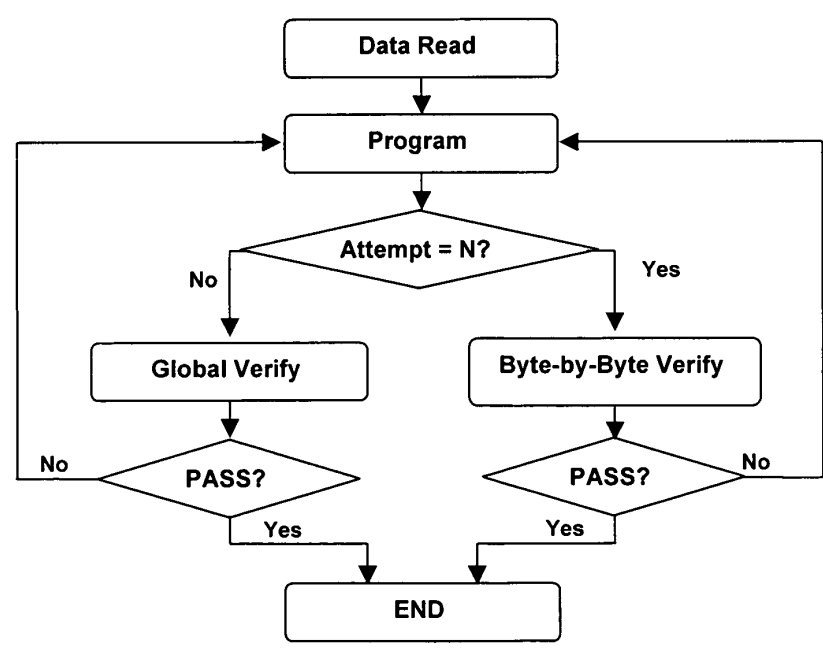 Data Read
Program
Attempt = N?
No
Yes
Global Verify
Byte-by-Byte Verify
No
PASS?
PASS?
No
Yes
Yes
END